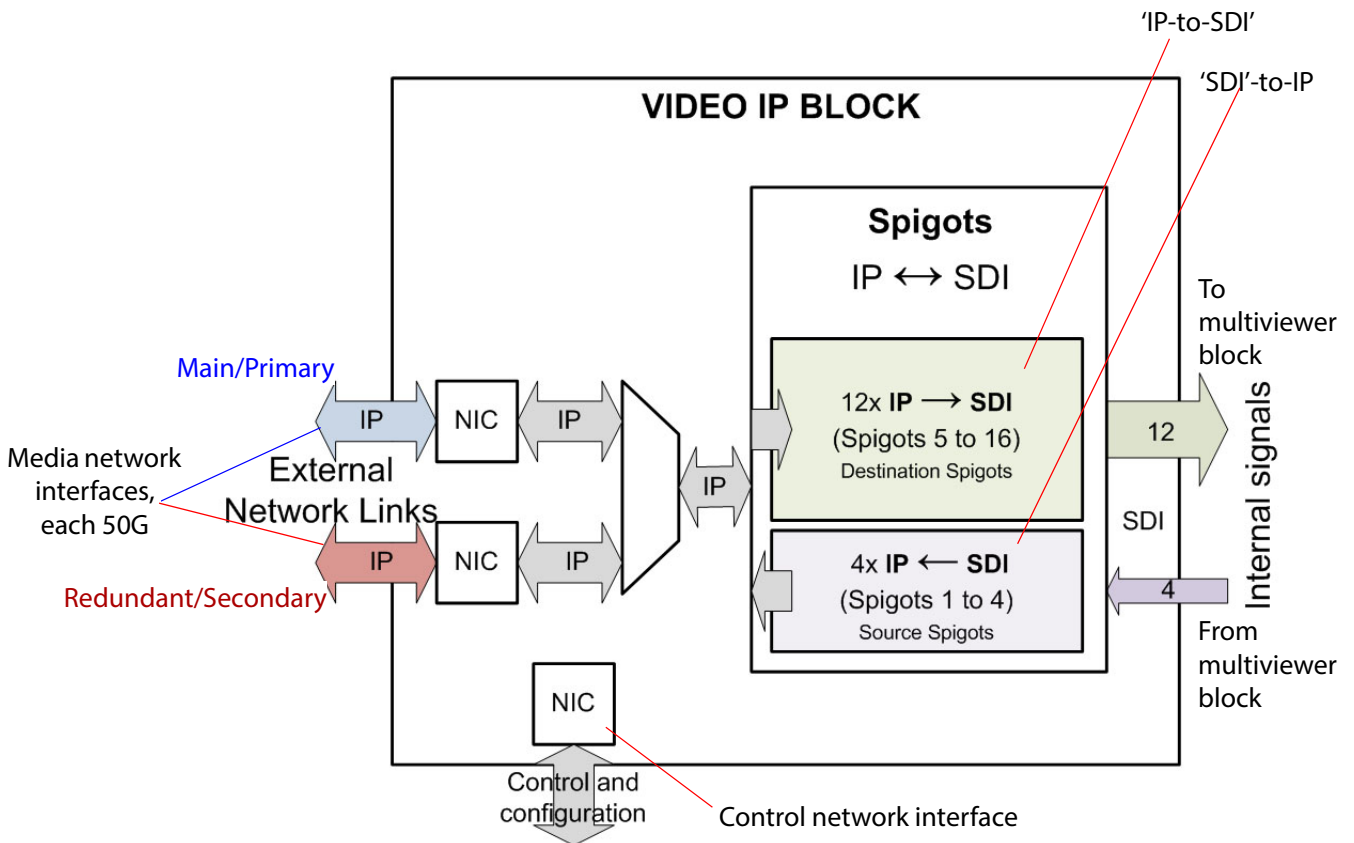 ‘IP-to-SDI’
‘SDI’-to-IP
VIDEO IP BLOCK
Spigots
IP ↔ SDI
To
multiviewer
block
Main/Primary
IP
NIC
IP
12x IP → SDI
(Spigots 5 to 16)
Destination Spigots
12
Media network
interfaces,
each 50G
External
Network Links
IP
SDI
Internal signals
IP
NIC
IP
4x IP ← SDI
(Spigots 1 to 4)
Source Spigots
4
Redundant/Secondary
From
multiviewer
block
NIC
Control and
configuration
Control network interface